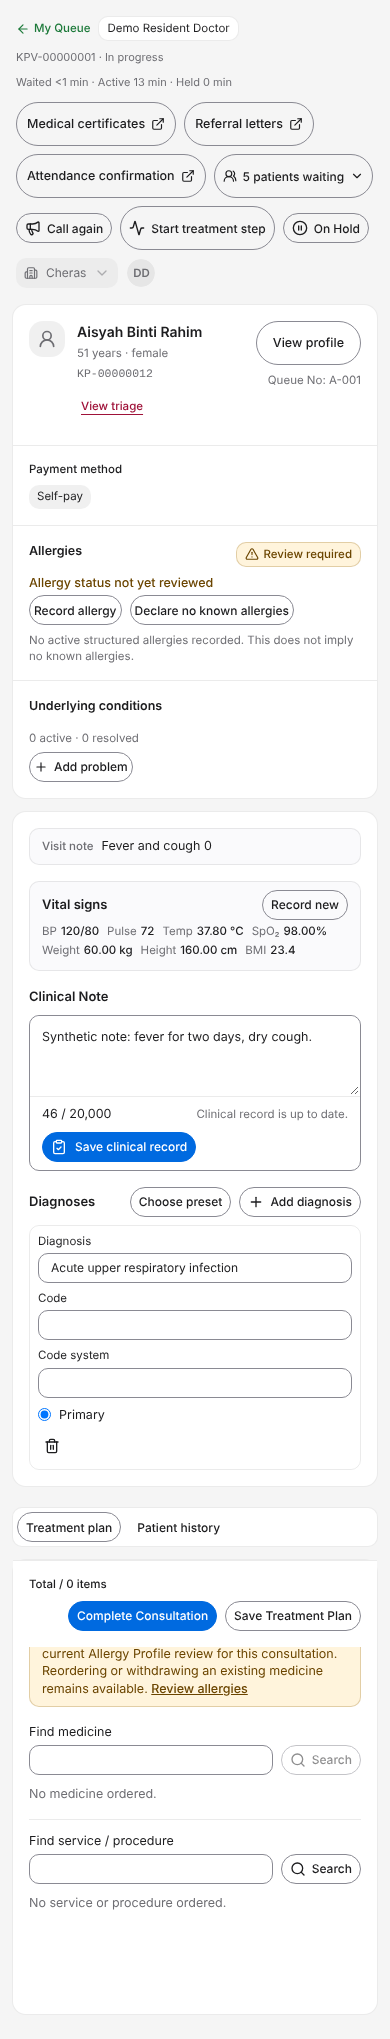 My Queue Demo Resident Doctor
KPV-00000001 · In progress
Waited <1 min · Active 13 min · Held 0 min
Medical certificates Referral letters
Attendance confirmation 5 patients waiting
Call again Start treatment step On Hold
Cheras DD
Aisyah Binti Rahim View profile
51 years · female
Queue No: A-001
KP-00000012
View triage
Payment method
Self-pay
Allergies Review required
Allergy status not yet reviewed
Record allergy Declare no known allergies
No active structured allergies recorded. This does not imply
no known allergies.
Underlying conditions
0 active · 0 resolved
Add problem
Visit note Fever and cough 0
Vital signs Record new
BP 120/80 Pulse 72 Temp 37.80 °C SpO₂ 98.00%
Weight 60.00 kg Height 160.00 cm BMI 23.4
Clinical Note
Synthetic note: fever for two days, dry cough.
46 / 20,000 Clinical record is up to date.
Save clinical record
Diagnoses Choose preset Add diagnosis
Diagnosis
Acute upper respiratory infection
Code
Code system
Primary
Treatment plan Patient history
Total / 0 items
Complete Consultation Save Treatment Plan
current Allergy Profile review for this consultation.
Reordering or withdrawing an existing medicine
remains available. Review allergies
Find medicine
Search
No medicine ordered.
Find service / procedure
Search
No service or procedure ordered.